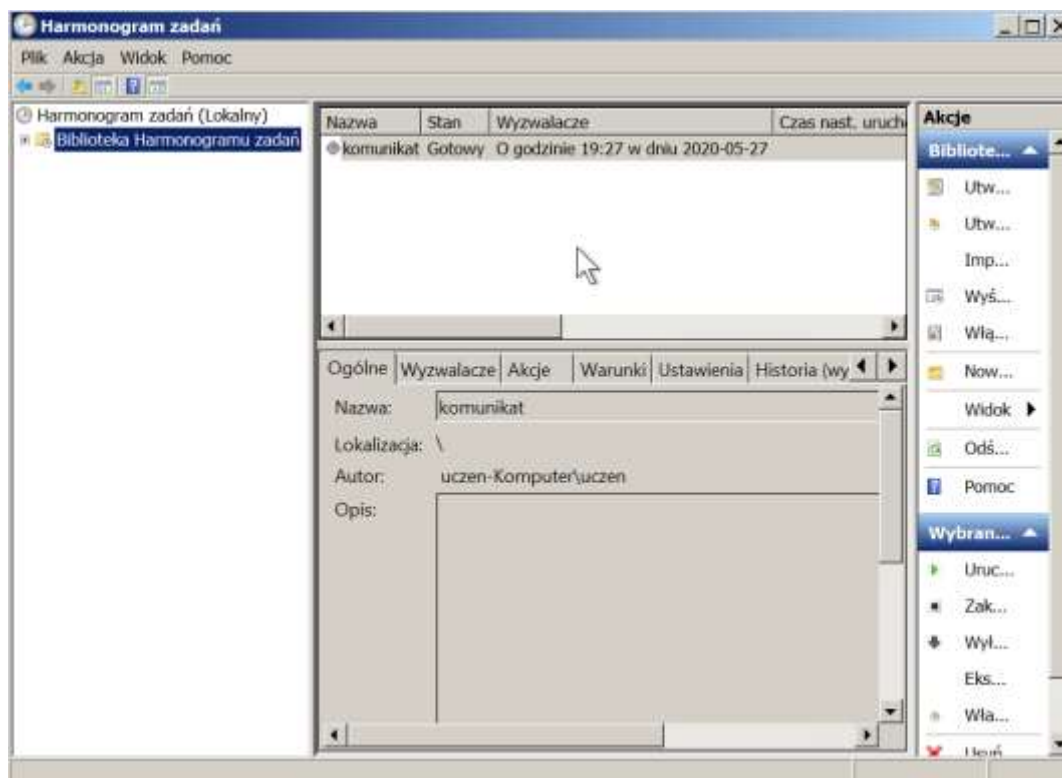 Harmonogram zadań
Plik Akcja Widok Pomoc
Harmonogram zadań (Lokalny)
Biblioteka Harmonogramu zadań
Nazwa Stan Wyzwalacze Czas nast. uruch
komunikat Gotowy O godzinie 19:27 w dniu 2020-05-27
Ogólne Wyzwalacze Akcje Warunki Ustawienia Historia (wy
Nazwa: komunikat
Lokalizacja: \
Autor: uczen-Komputer\uczen
Opis:
Akcje
Bibliote...
Utw...
Utw...
Imp...
Wyś...
Włą...
Now...
Widok
Odś...
Pomoc
Wybran...
Uruc...
Zak...
Wył...
Eks...
Wła...
Usuń